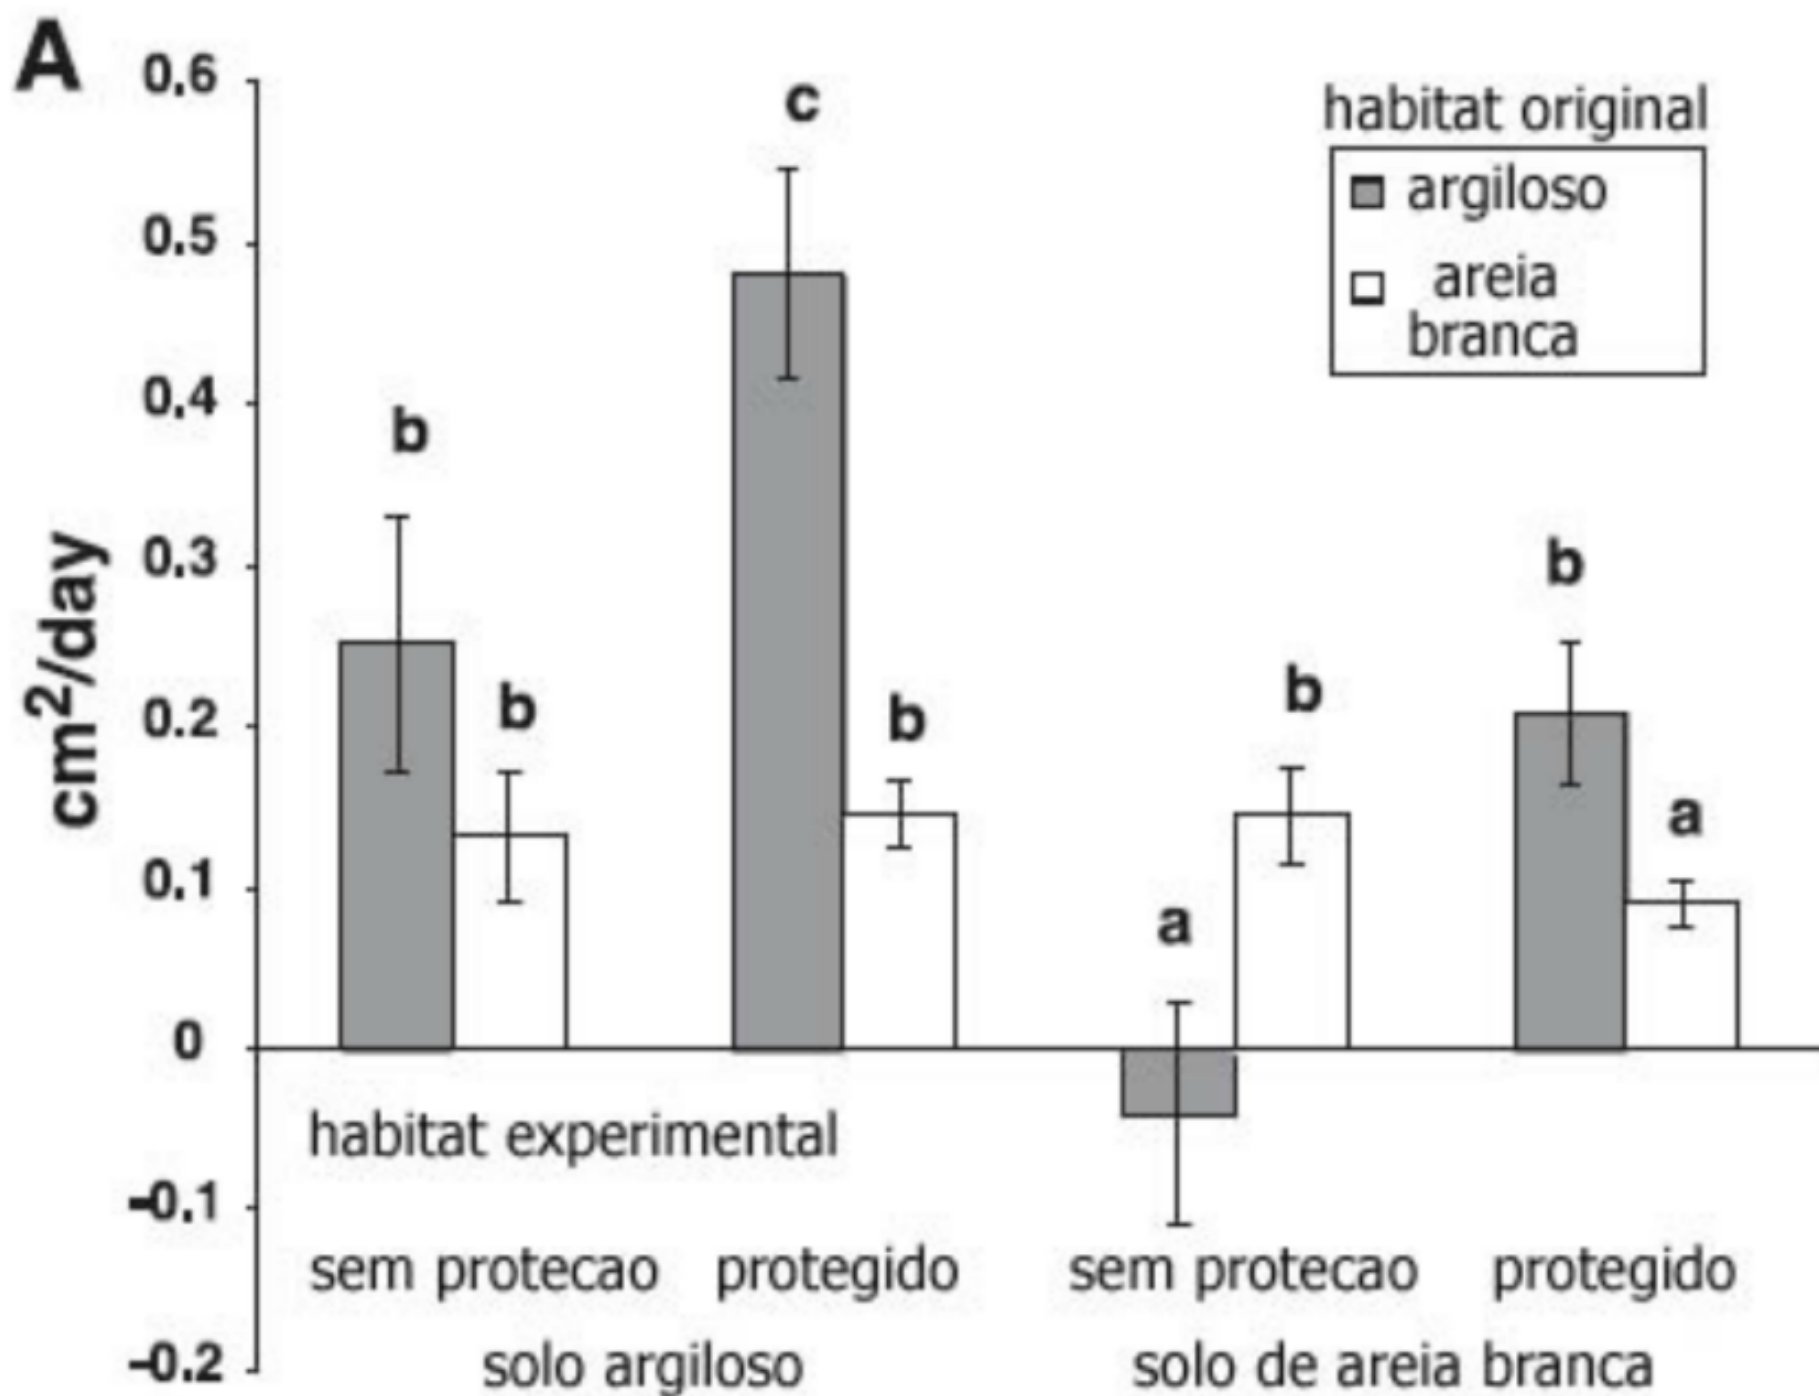 A
0.6
0.5
0.4
0.3
0.2
0.1
0
-0.1
-0.2
cm2/day
c
b
b
b
b
b
a
a
habitat original
argiloso
areia
branca
habitat experimental
sem protecao protegido sem protecao protegido
solo argiloso solo de areia branca